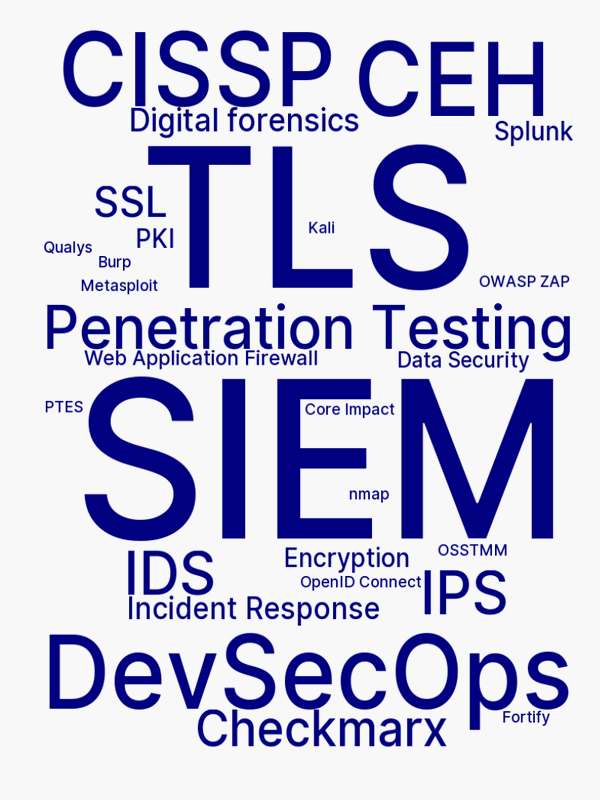 CISSP CEH
Digital forensics
Splunk
TLS
SSL
Kali
PKI
Qualys
Burp
Metasploit
OWASP ZAP
Penetration Testing
Web Application Firewall
Data Security
SIEM
PTES
Core Impact
nmap
OSSTMM
IDS
Encryption
OpenID Connect
IPS
Incident Response
DevSecOps
Fortify
Checkmarx